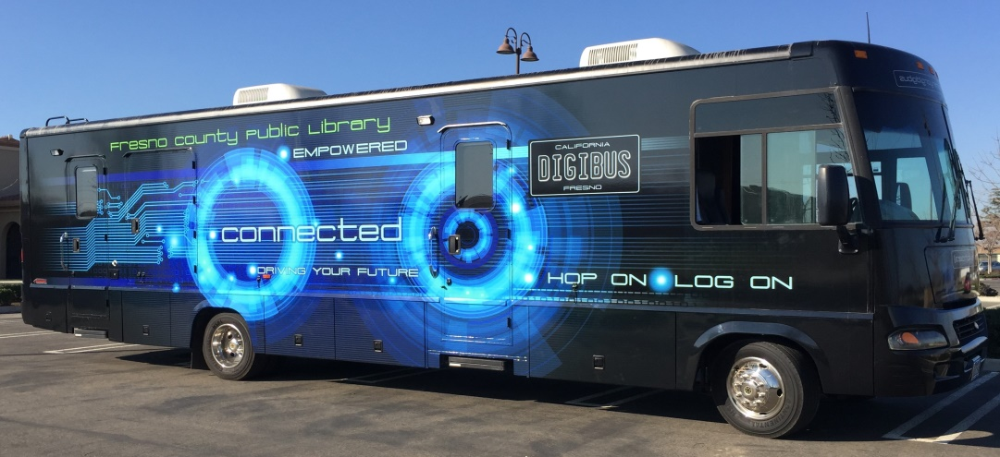 Fresno County Public Library
EMPOWERED
connected
DRIVING YOUR FUTURE
CALIFORNIA
DIGIBUS
FRESNO
HOP ON LOG ON